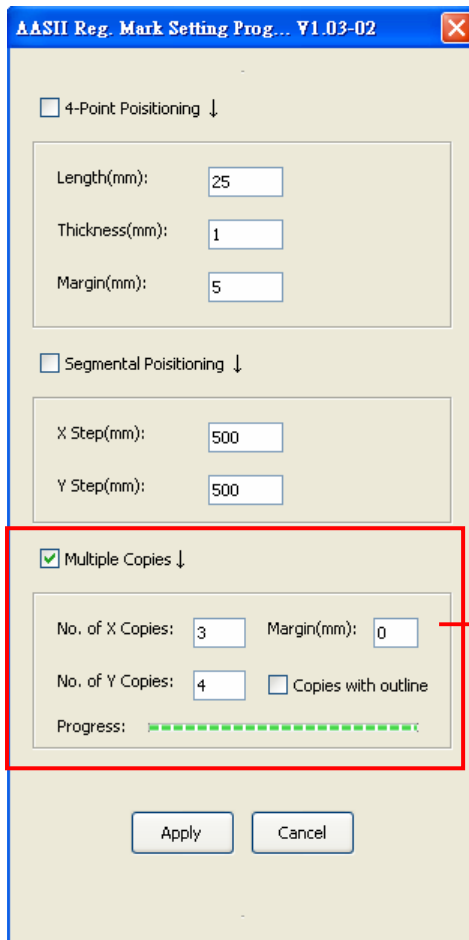 AASII Reg. Mark Setting Prog... V1.03-02
4-Point Poisitioning ↓
Length(mm): 25
Thickness(mm): 1
Margin(mm): 5
Segmental Poisitioning ↓
X Step(mm): 500
Y Step(mm): 500
Multiple Copies ↓
No. of X Copies: 3 Margin(mm): 0
No. of Y Copies: 4 Copies with outline
Progress:
Apply Cancel